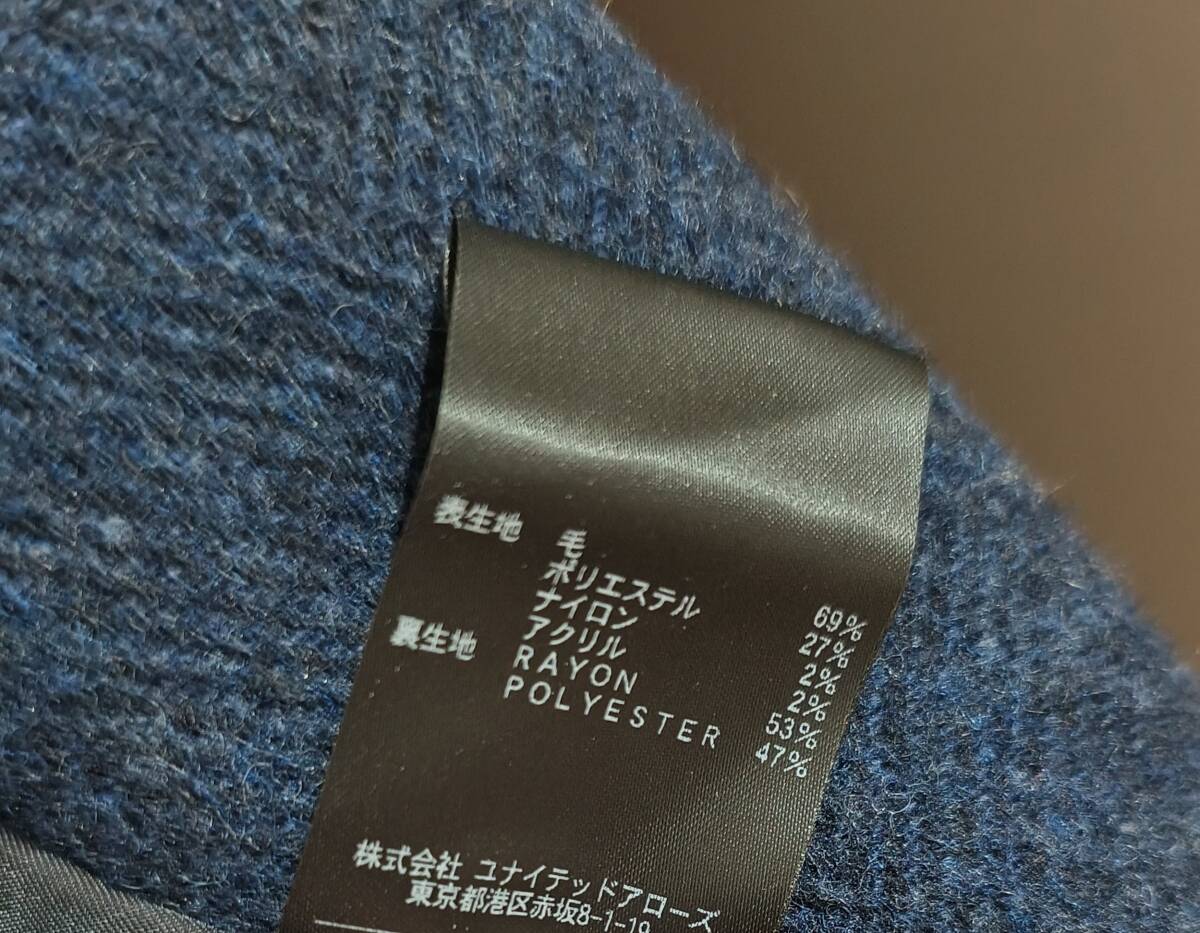 表生地 毛 69%
ポリエステル 27%
ナイロン 2%
アクリル 2%
裏生地 RAYON 53%
POLYESTER 47%
株式会社 ユナイテッドアローズ
東京都港区赤坂8-1-19